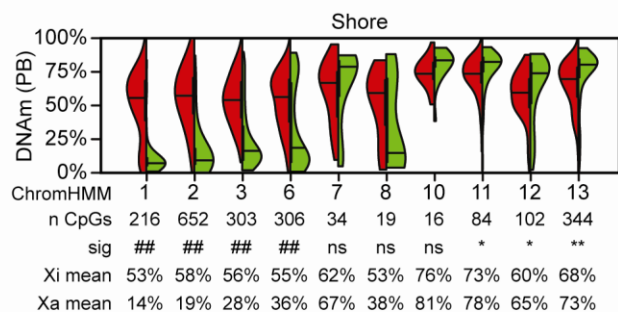 Shore
100%
75%
50%
25%
0%
DNAm (PB)
ChromHMM 1 2 3 6 7 8 10 11 12 13
n CpGs 216 652 303 306 34 19 16 84 102 344
sig ## ## ## ## ns ns ns * * **
Xi mean 53% 58% 56% 55% 62% 53% 76% 73% 60% 68%
Xa mean 14% 19% 28% 36% 67% 38% 81% 78% 65% 73%